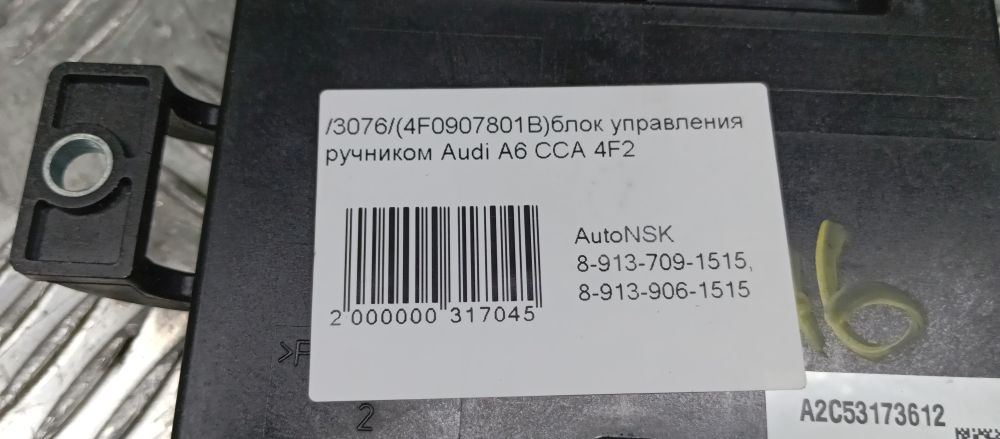 /3076/(4F0907801B)блок управления
ручником Audi A6 CCA 4F2
AutoNSK
8-913-709-1515,
8-913-906-1515
2 000000 317045
>F
2
A6
A2C53173612